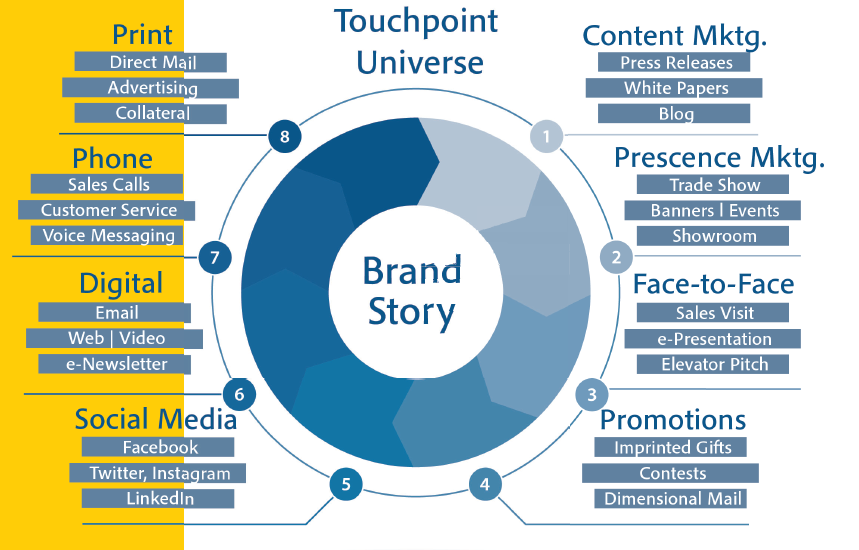 Touchpoint
Universe
Brand
Story
1
Content Mktg.
Press Releases
White Papers
Blog
2
Prescence Mktg.
Trade Show
Banners | Events
Showroom
3
Face-to-Face
Sales Visit
e-Presentation
Elevator Pitch
4
Promotions
Imprinted Gifts
Contests
Dimensional Mail
5
Social Media
Facebook
Twitter, Instagram
LinkedIn
6
Digital
Email
Web | Video
e-Newsletter
7
Phone
Sales Calls
Customer Service
Voice Messaging
8
Print
Direct Mail
Advertising
Collateral